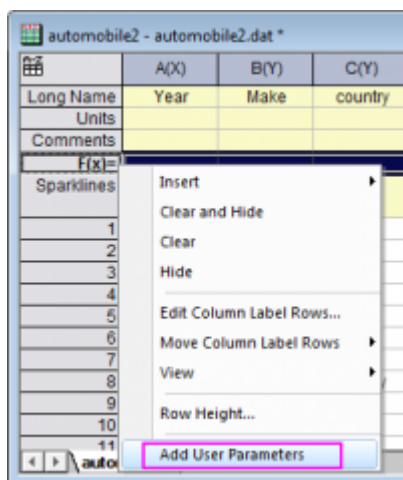 automobile2 - automobile2.dat *
A(X) B(Y) C(Y)
Long Name Year Make country
Units
Comments
F(x)=
Sparklines
Insert
Clear and Hide
Clear
Hide
Edit Column Label Rows...
Move Column Label Rows
View
Row Height...
Add User Parameters
1
2
3
4
5
6
7
8
9
10
11